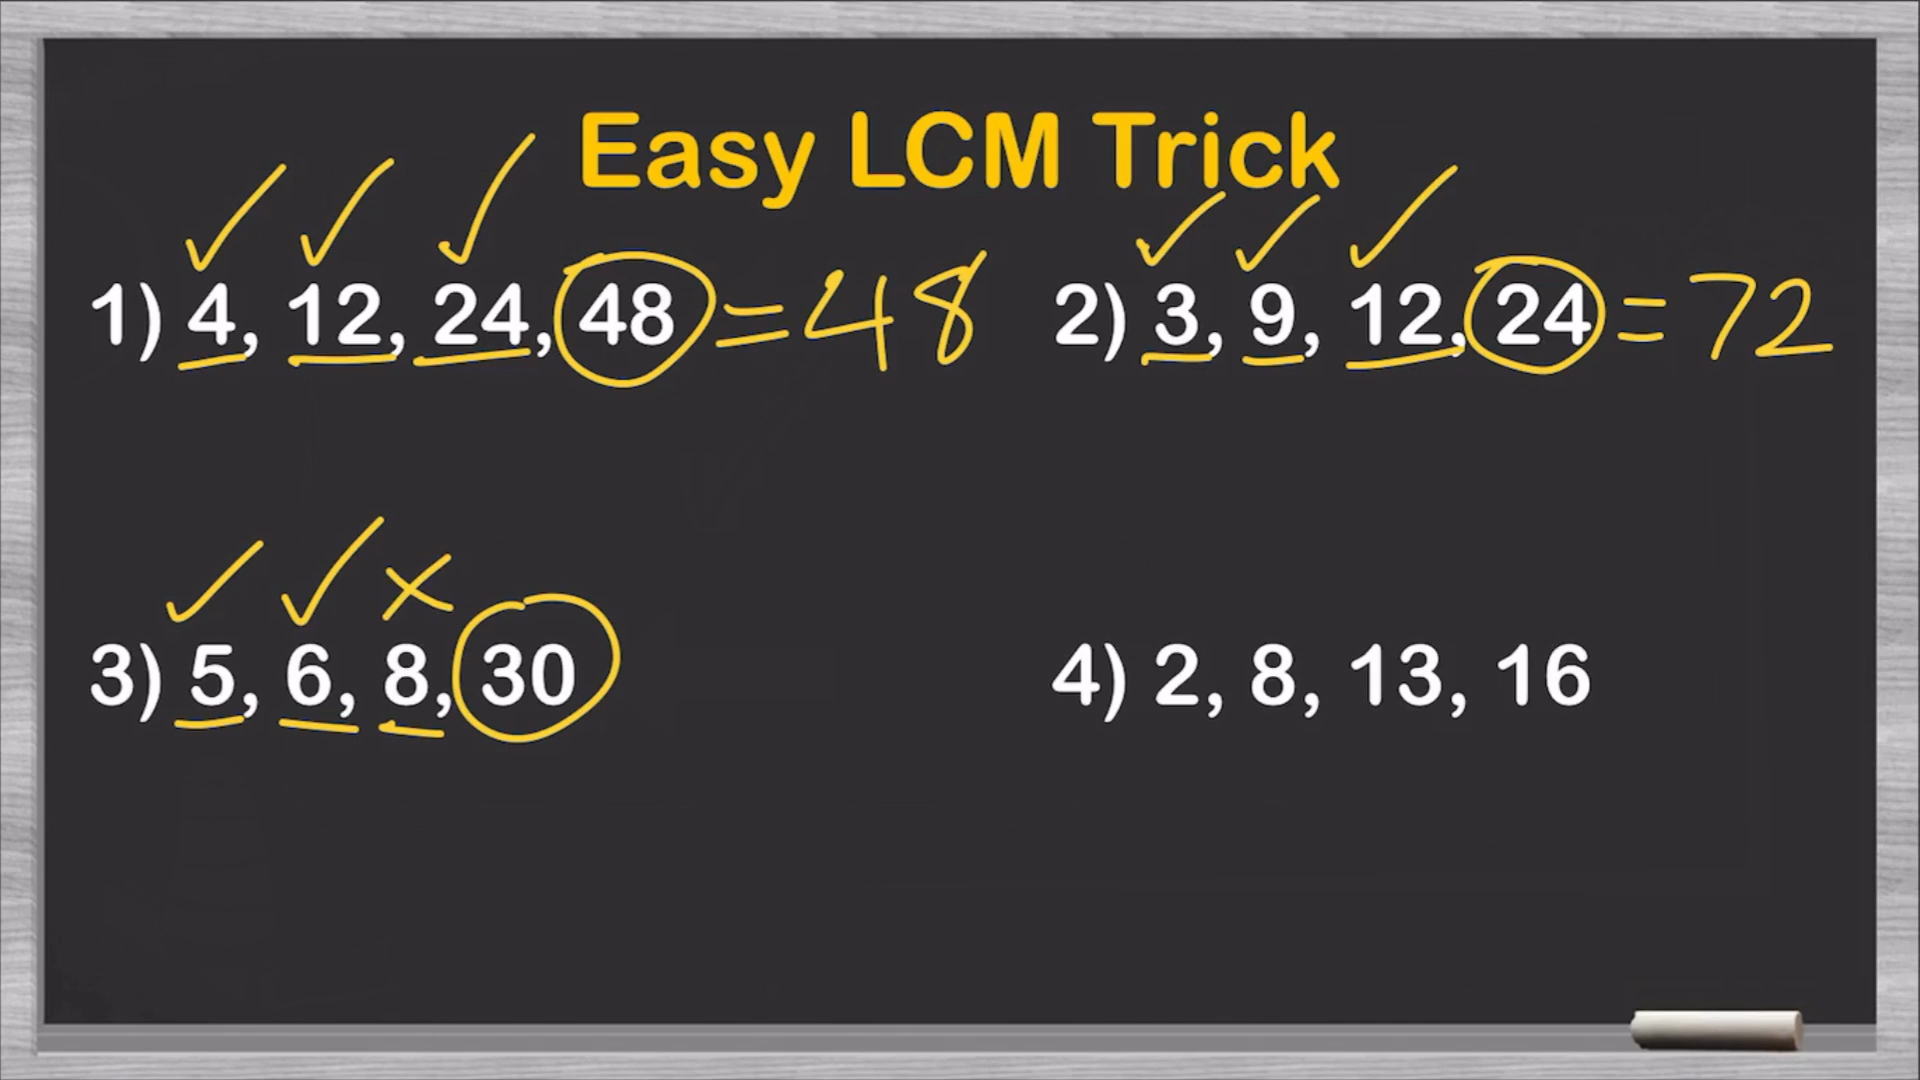 Easy LCM Trick
1) 4, 12, 24, 48 = 48
2) 3, 9, 12, 24 = 72
3) 5, 6, 8, 30
4) 2, 8, 13, 16